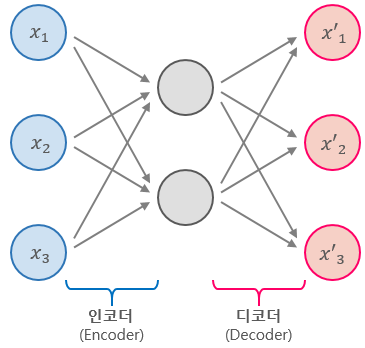 x₁ x′₁
x₂ x′₂
x₃ x′₃
인코더 디코더
(Encoder) (Decoder)